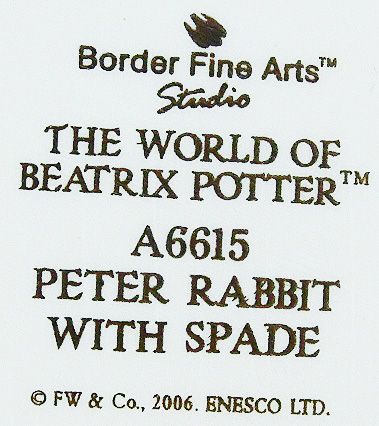 Border Fine Arts™
Studio
THE WORLD OF
BEATRIX POTTER™
A6615
PETER RABBIT
WITH SPADE
© FW & Co., 2006. ENESCO LTD.